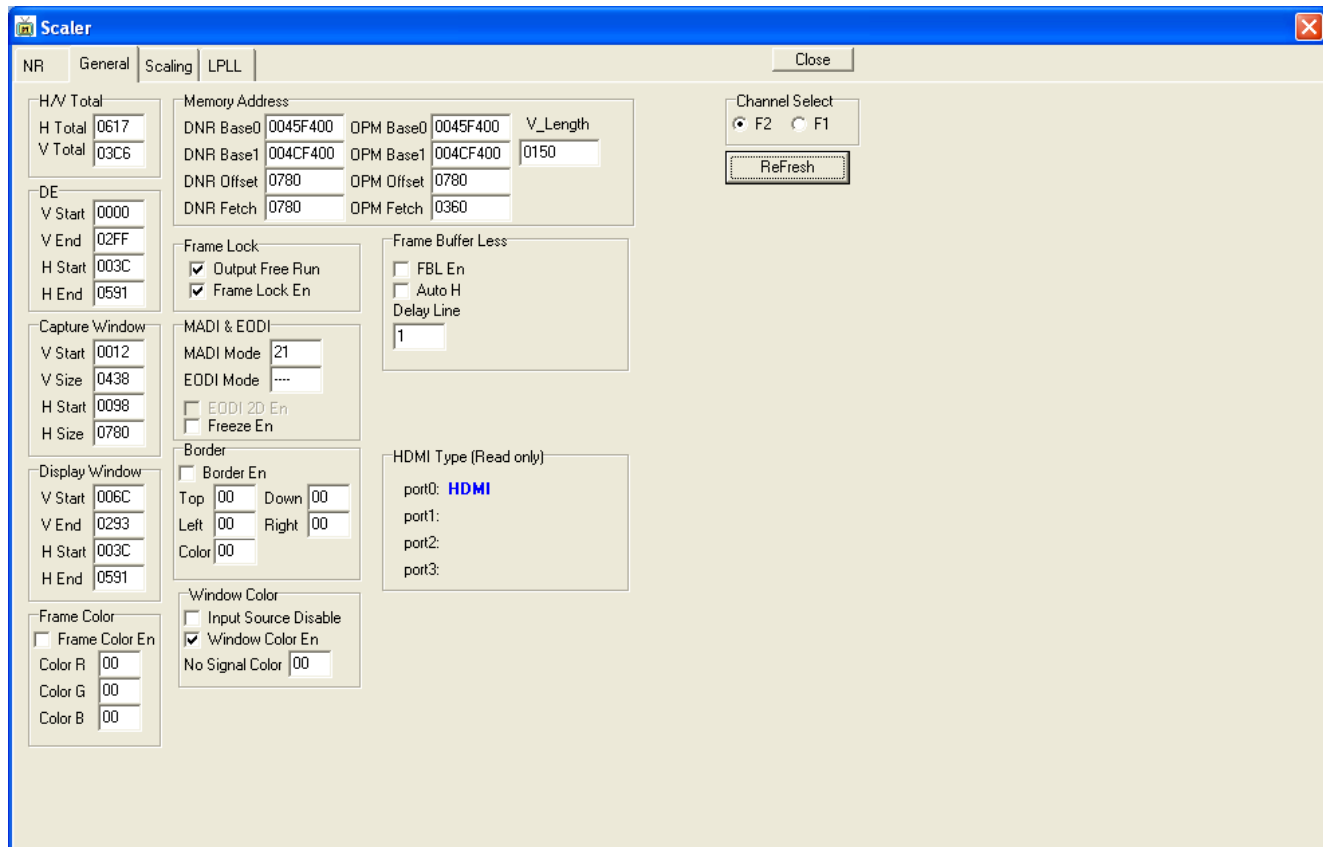 Scaler
NR General Scaling LPLL Close
H/V Total
H Total 0617
V Total 03C6
DE
V Start 0000
V End 02FF
H Start 003C
H End 0591
Capture Window
V Start 0012
V Size 0438
H Start 0098
H Size 0780
Display Window
V Start 006C
V End 0293
H Start 003C
H End 0591
Frame Color
Frame Color En
Color R 00
Color G 00
Color B 00
Memory Address
DNR Base0 0045F400 OPM Base0 0045F400 V_Length
DNR Base1 004CF400 OPM Base1 004CF400 0150
DNR Offset 0780 OPM Offset 0780
DNR Fetch 0780 OPM Fetch 0360
Frame Lock
Output Free Run
Frame Lock En
MADI & EODI
MADI Mode 21
EODI Mode ----
EODI 2D En
Freeze En
Border
Border En
Top 00 Down 00
Left 00 Right 00
Color 00
Window Color
Input Source Disable
Window Color En
No Signal Color 00
Frame Buffer Less
FBL En
Auto H
Delay Line
1
HDMI Type (Read only)
port0: HDMI
port1:
port2:
port3:
Channel Select
F2 F1
ReFresh